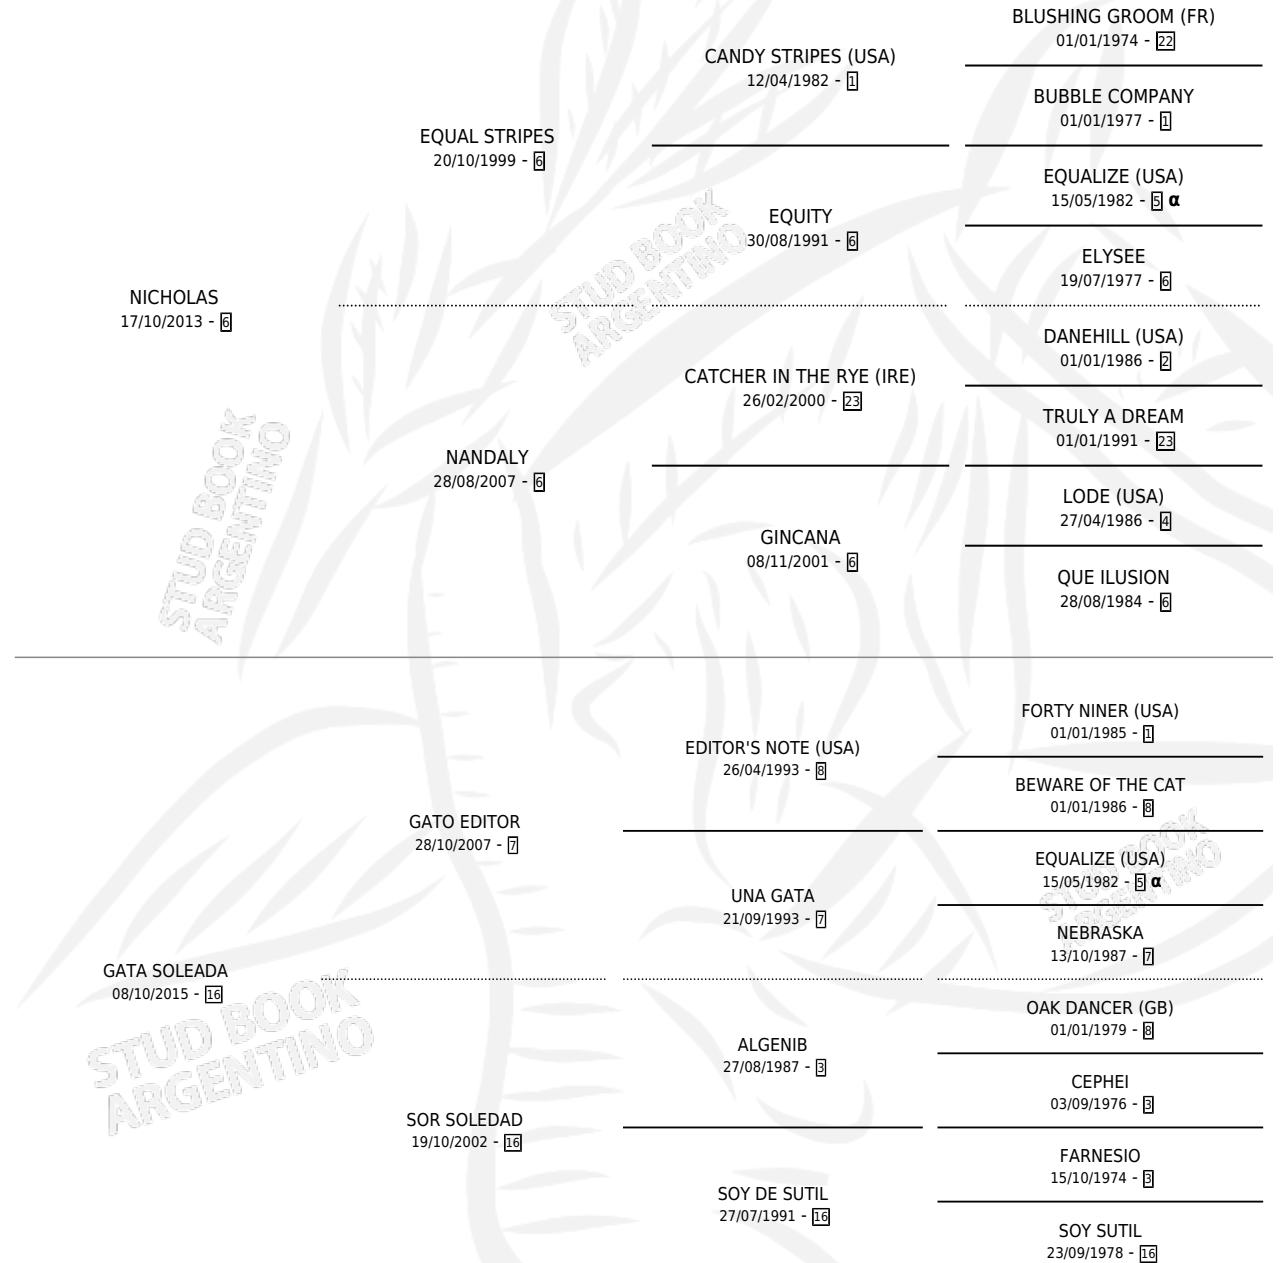 BLUSHING GROOM (FR)
01/01/1974 - 22
CANDY STRIPES (USA)
12/04/1982 - 1
BUBBLE COMPANY
01/01/1977 - 1
EQUAL STRIPES
20/10/1999 - 6
EQUALIZE (USA)
15/05/1982 - 5 α
EQUITY
30/08/1991 - 6
ELYSEE
19/07/1977 - 6
NICHOLAS
17/10/2013 - 6
DANEHILL (USA)
01/01/1986 - 2
CATCHER IN THE RYE (IRE)
26/02/2000 - 23
TRULY A DREAM
01/01/1991 - 23
NANDALY
28/08/2007 - 6
LODE (USA)
27/04/1986 - 4
GINCANA
08/11/2001 - 6
QUE ILUSION
28/08/1984 - 6
FORTY NINER (USA)
01/01/1985 - 1
EDITOR'S NOTE (USA)
26/04/1993 - 8
BEWARE OF THE CAT
01/01/1986 - 8
GATO EDITOR
28/10/2007 - 7
EQUALIZE (USA)
15/05/1982 - 5 α
UNA GATA
21/09/1993 - 7
NEBRASKA
13/10/1987 - 7
GATA SOLEADA
08/10/2015 - 16
OAK DANCER (GB)
01/01/1979 - 8
ALGENIB
27/08/1987 - 3
CEPHEI
03/09/1976 - 3
SOR SOLEDAD
19/10/2002 - 16
FARNESIO
15/10/1974 - 3
SOY DE SUTIL
27/07/1991 - 16
SOY SUTIL
23/09/1978 - 16
STUD BOOK
ARGENTINO
STUD BOOK
ARGENTINO
STUD BOOK
ARGENTINO
STUD BOOK
ARGENTINO